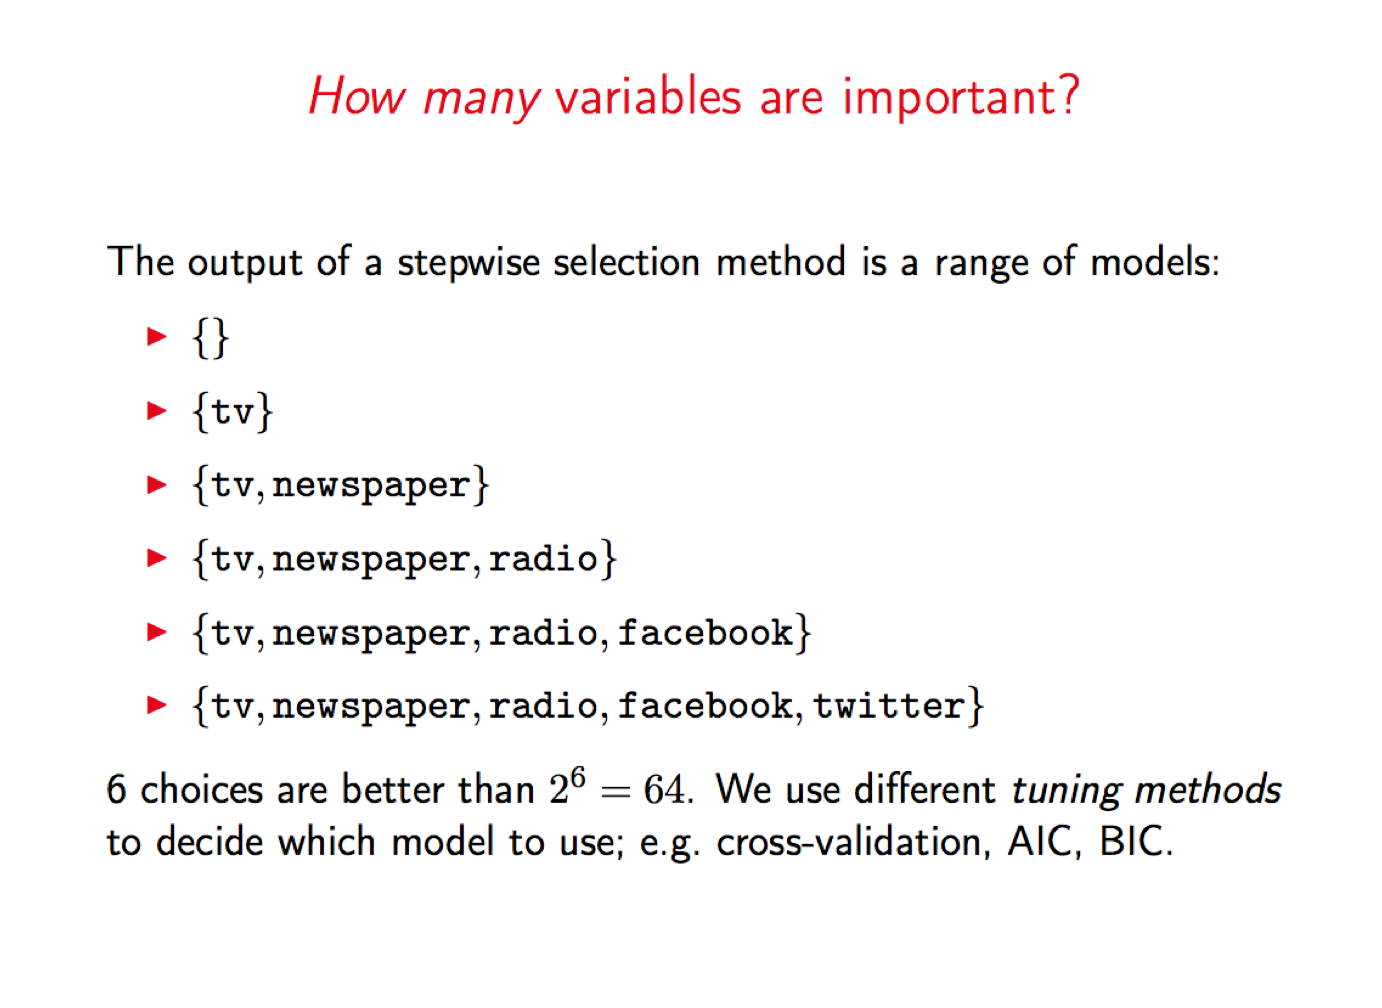 How many variables are important?
The output of a stepwise selection method is a range of models:
▶ {}
▶ {tv}
▶ {tv, newspaper}
▶ {tv, newspaper, radio}
▶ {tv, newspaper, radio, facebook}
▶ {tv, newspaper, radio, facebook, twitter}
6 choices are better than 2⁶ = 64. We use different tuning methods
to decide which model to use; e.g. cross-validation, AIC, BIC.